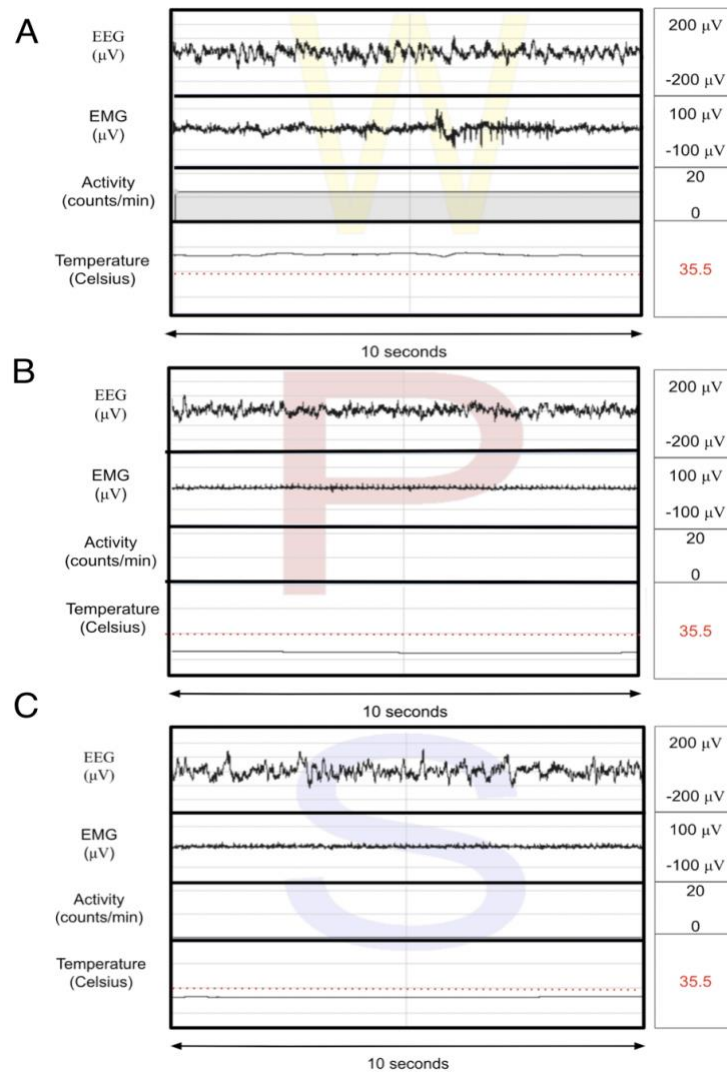 A
W
EEG
(μV)
200 μV
-200 μV
EMG
(μV)
100 μV
-100 μV
Activity
(counts/min)
20
0
Temperature
(Celsius)
35.5
10 seconds
B
P
EEG
(μV)
200 μV
-200 μV
EMG
(μV)
100 μV
-100 μV
Activity
(counts/min)
20
0
Temperature
(Celsius)
35.5
10 seconds
C
S
EEG
(μV)
200 μV
-200 μV
EMG
(μV)
100 μV
-100 μV
Activity
(counts/min)
20
0
Temperature
(Celsius)
35.5
10 seconds